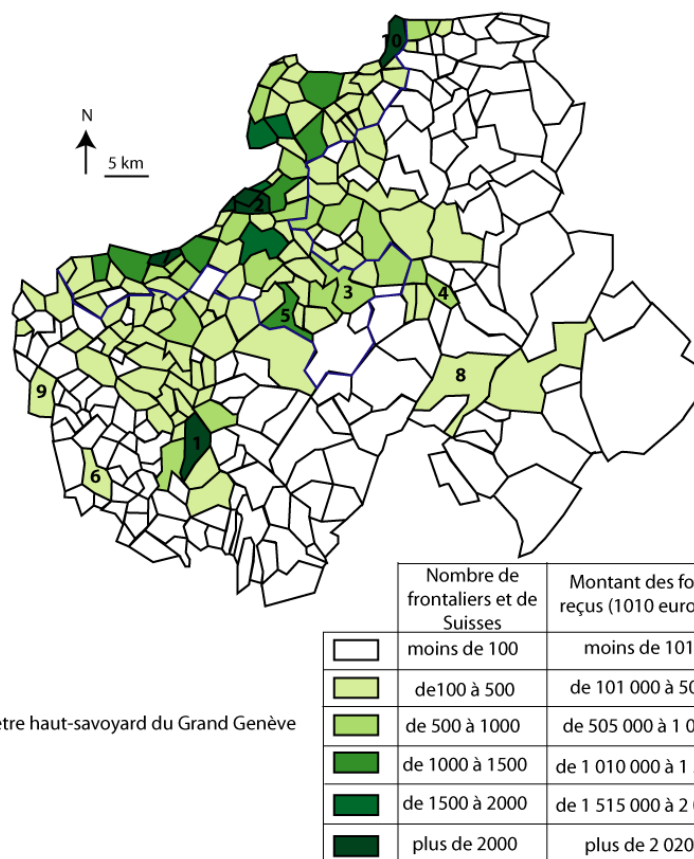 10
N
5 km
2
3
4
5
8
9
1
6
Nombre de
frontaliers et de
Suisses
Montant des fo
reçus (1010 euro
moins de 100
moins de 101
de100 à 500
de 101 000 à 50
être haut-savoyard du Grand Genève
de 500 à 1000
de 505 000 à 1 0
de 1000 à 1500
de 1 010 000 à 1
de 1500 à 2000
de 1 515 000 à 2
plus de 2000
plus de 2 020